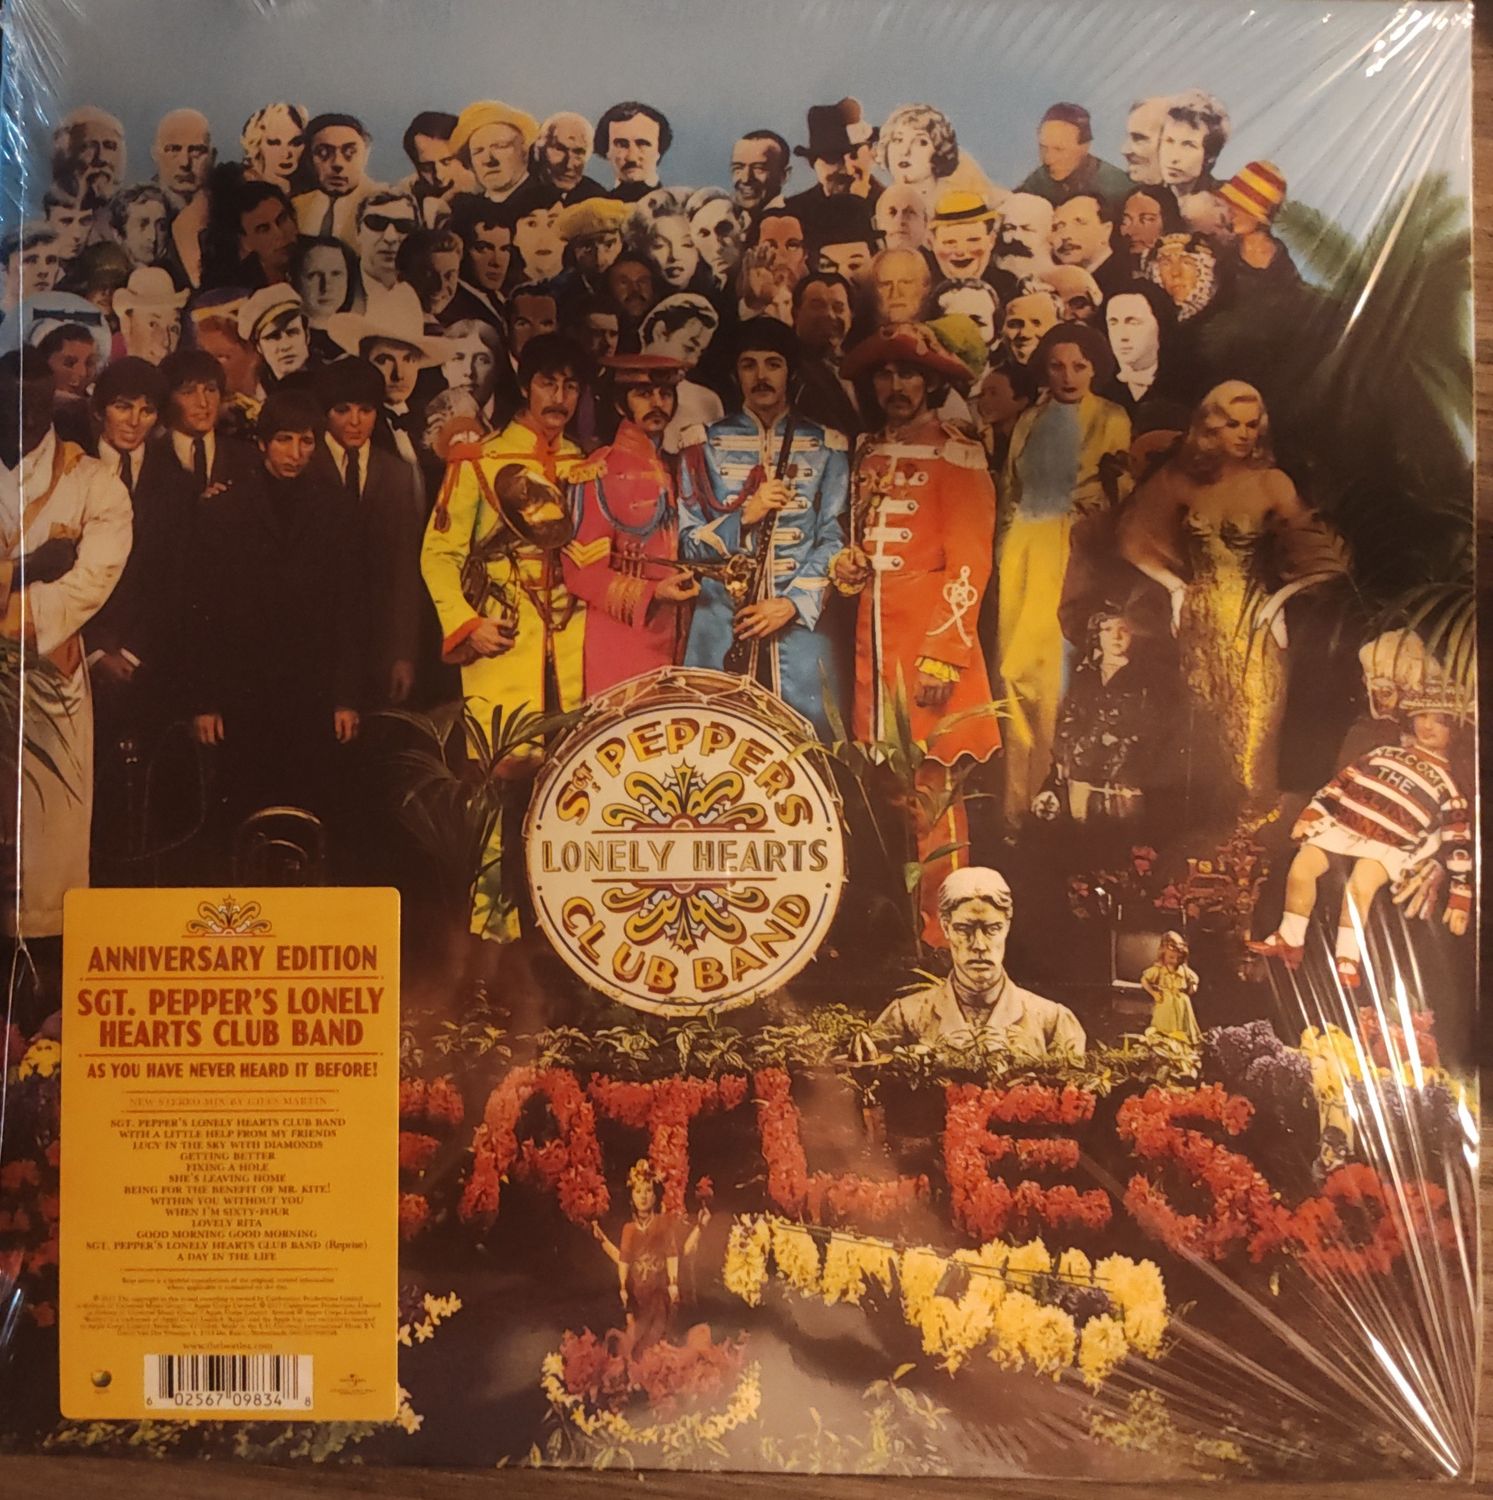 SGT. PEPPERS
LONELY HEARTS
CLUB BAND
WELCOME
THE
ANNIVERSARY EDITION
SGT. PEPPER'S LONELY
HEARTS CLUB BAND
AS YOU HAVE NEVER HEARD IT BEFORE!
NEW STEREO MIX BY GILES MARTIN
SGT. PEPPER'S LONELY HEARTS CLUB BAND
WITH A LITTLE HELP FROM MY FRIENDS
LUCY IN THE SKY WITH DIAMONDS
GETTING BETTER
FIXING A HOLE
SHE'S LEAVING HOME
BEING FOR THE BENEFIT OF MR. KITE!
WITHIN YOU WITHOUT YOU
WHEN I'M SIXTY-FOUR
LOVELY RITA
GOOD MORNING GOOD MORNING
SGT. PEPPER'S LONELY HEARTS CLUB BAND (Reprise)
A DAY IN THE LIFE
www.thebeatles.com
6 02567 09834 8
EATLES